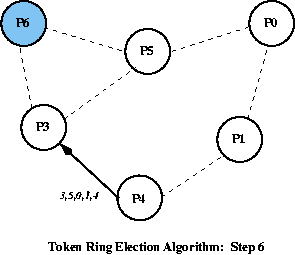 P6
P0
P5
P3
P1
3,5,0,1,4
P4
Token Ring Election Algorithm: Step 6